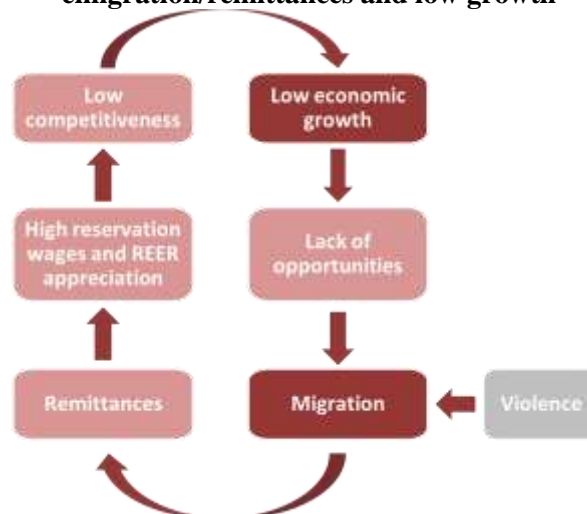 emigration/remittances and low growth
Low
competitiveness
Low economic
growth
High reservation
wages and REER
appreciation
Lack of
opportunities
Remittances
Migration
Violence